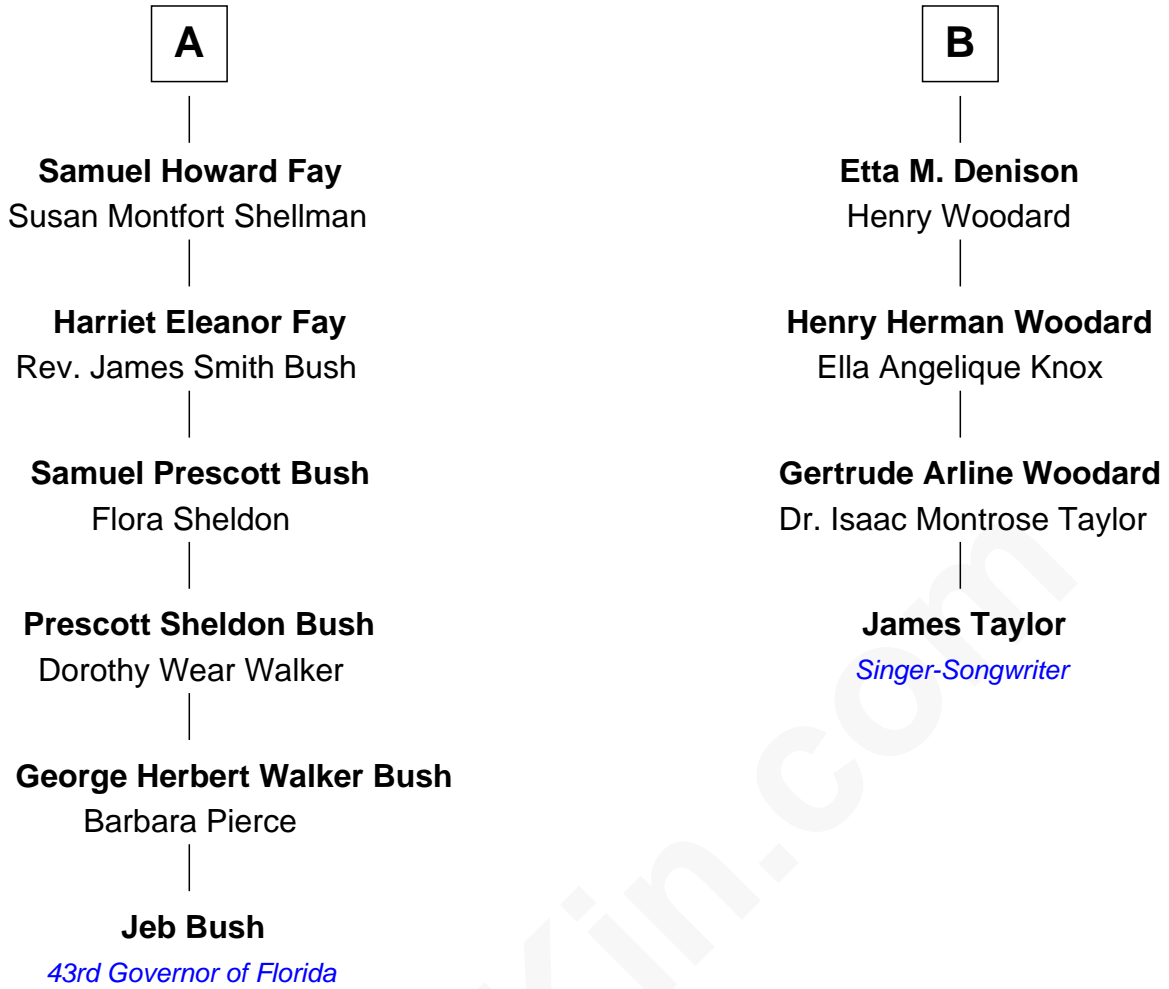 A
Samuel Howard Fay
Susan Montfort Shellman
Harriet Eleanor Fay
Rev. James Smith Bush
Samuel Prescott Bush
Flora Sheldon
Prescott Sheldon Bush
Dorothy Wear Walker
George Herbert Walker Bush
Barbara Pierce
Jeb Bush
43rd Governor of Florida
B
Etta M. Denison
Henry Woodard
Henry Herman Woodard
Ella Angelique Knox
Gertrude Arline Woodard
Dr. Isaac Montrose Taylor
James Taylor
Singer-Songwriter
Kin.com